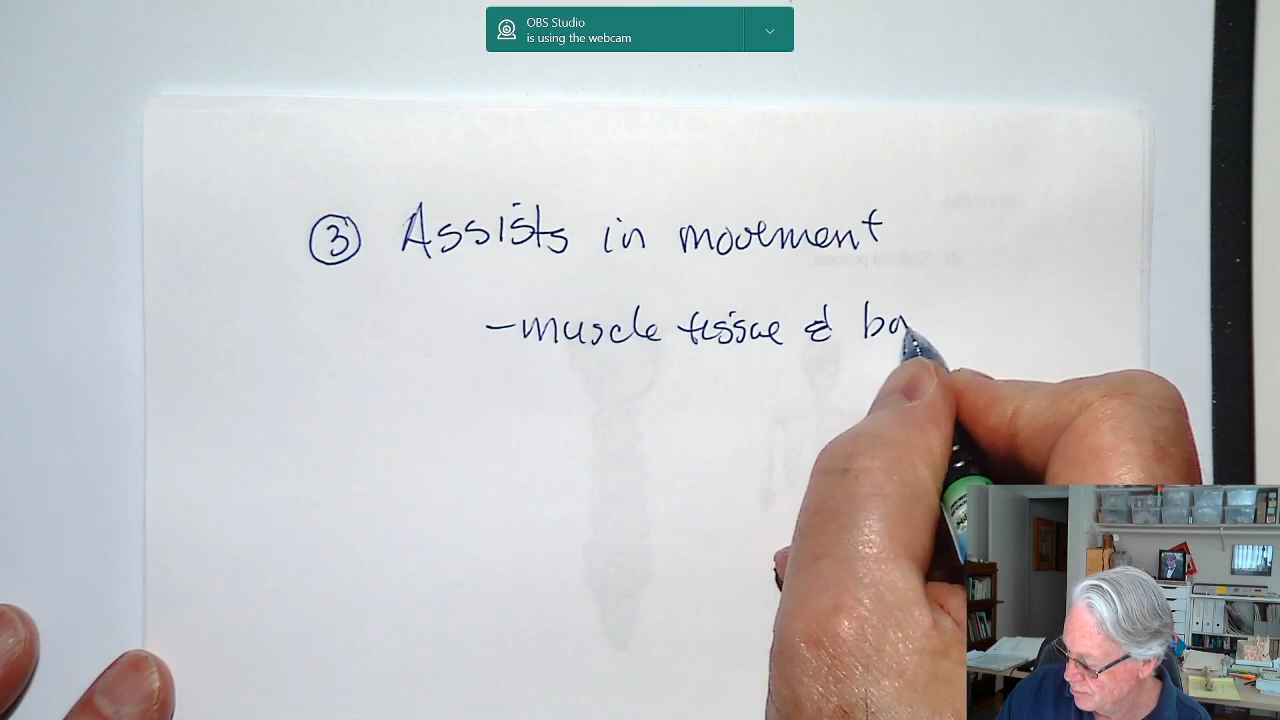 OBS Studio
is using the webcam
③ Assists in movement
- muscle tissue & bo